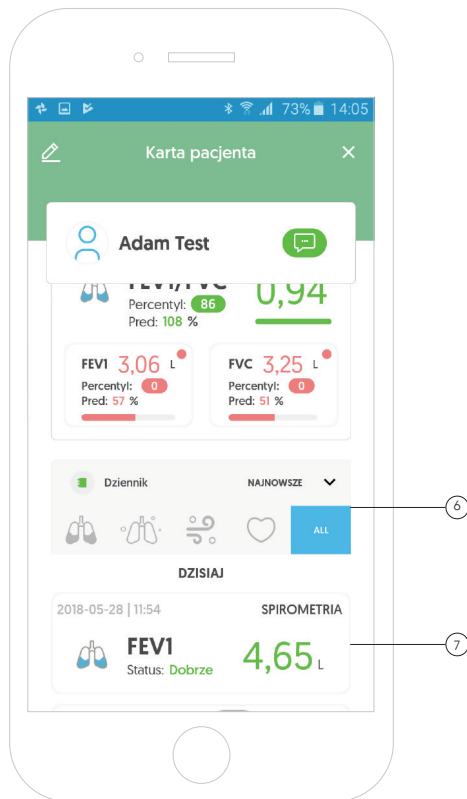 73% 14:05
Karta pacjenta
Adam Test
FEV1/FVC 0,94
Percentyl: 86
Pred: 108 %
FEV1 3,06 L
Percentyl: 0
Pred: 57 %
FVC 3,25 L
Percentyl: 0
Pred: 51 %
Dziennik NAJNOWSZE
ALL
6
DZISIAJ
2018-05-28 | 11:54 SPIROMETRIA
FEV1 4,65 L
Status: Dobrze
7